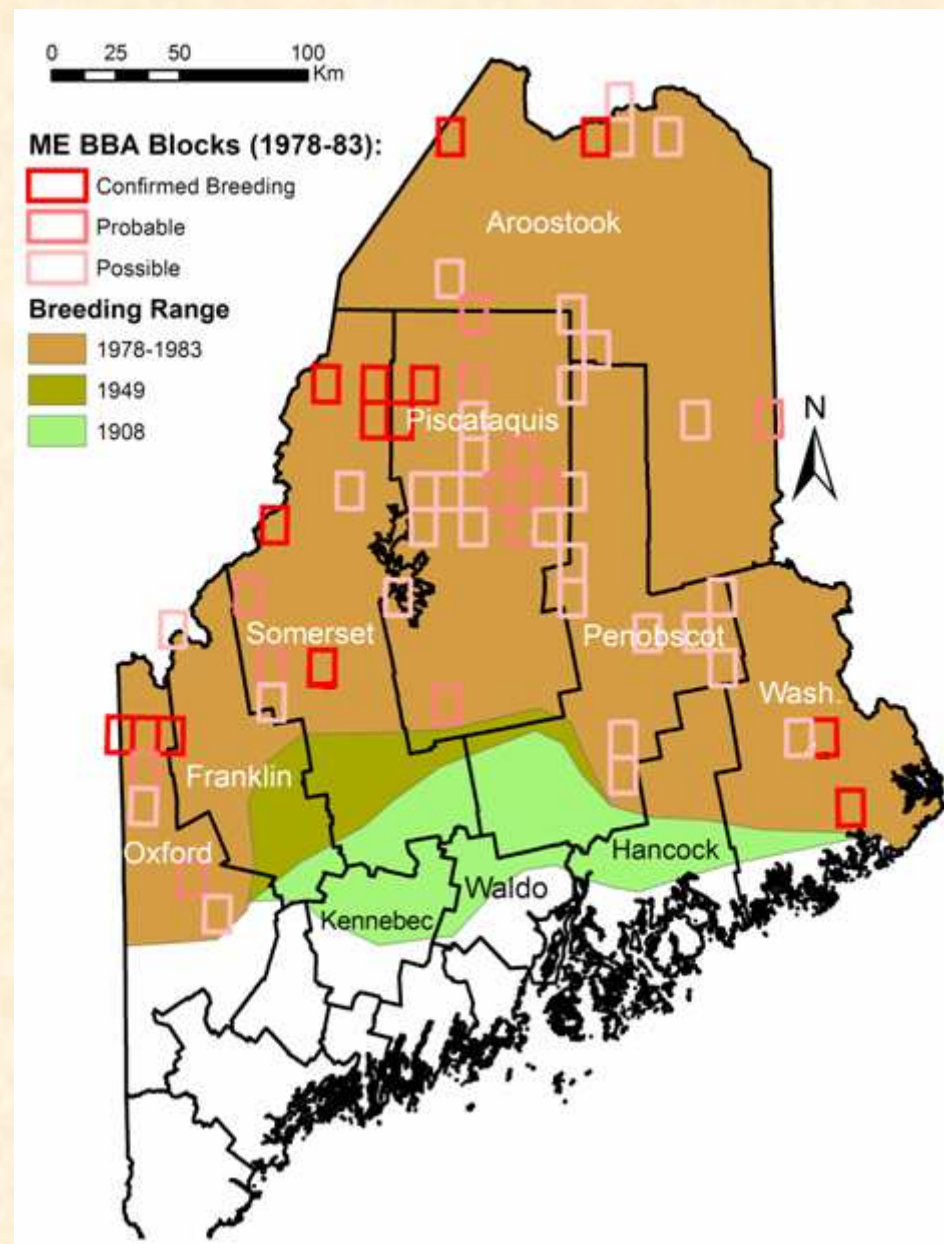 0 25 50 100
Km
ME BBA Blocks (1978-83):
Confirmed Breeding
Probable
Possible
Breeding Range
1978-1983
1949
1908
Aroostook
Piscataquis
N
Somerset
Penobscot
Wash.
Franklin
Oxford
Hancock
Waldo
Kennebec